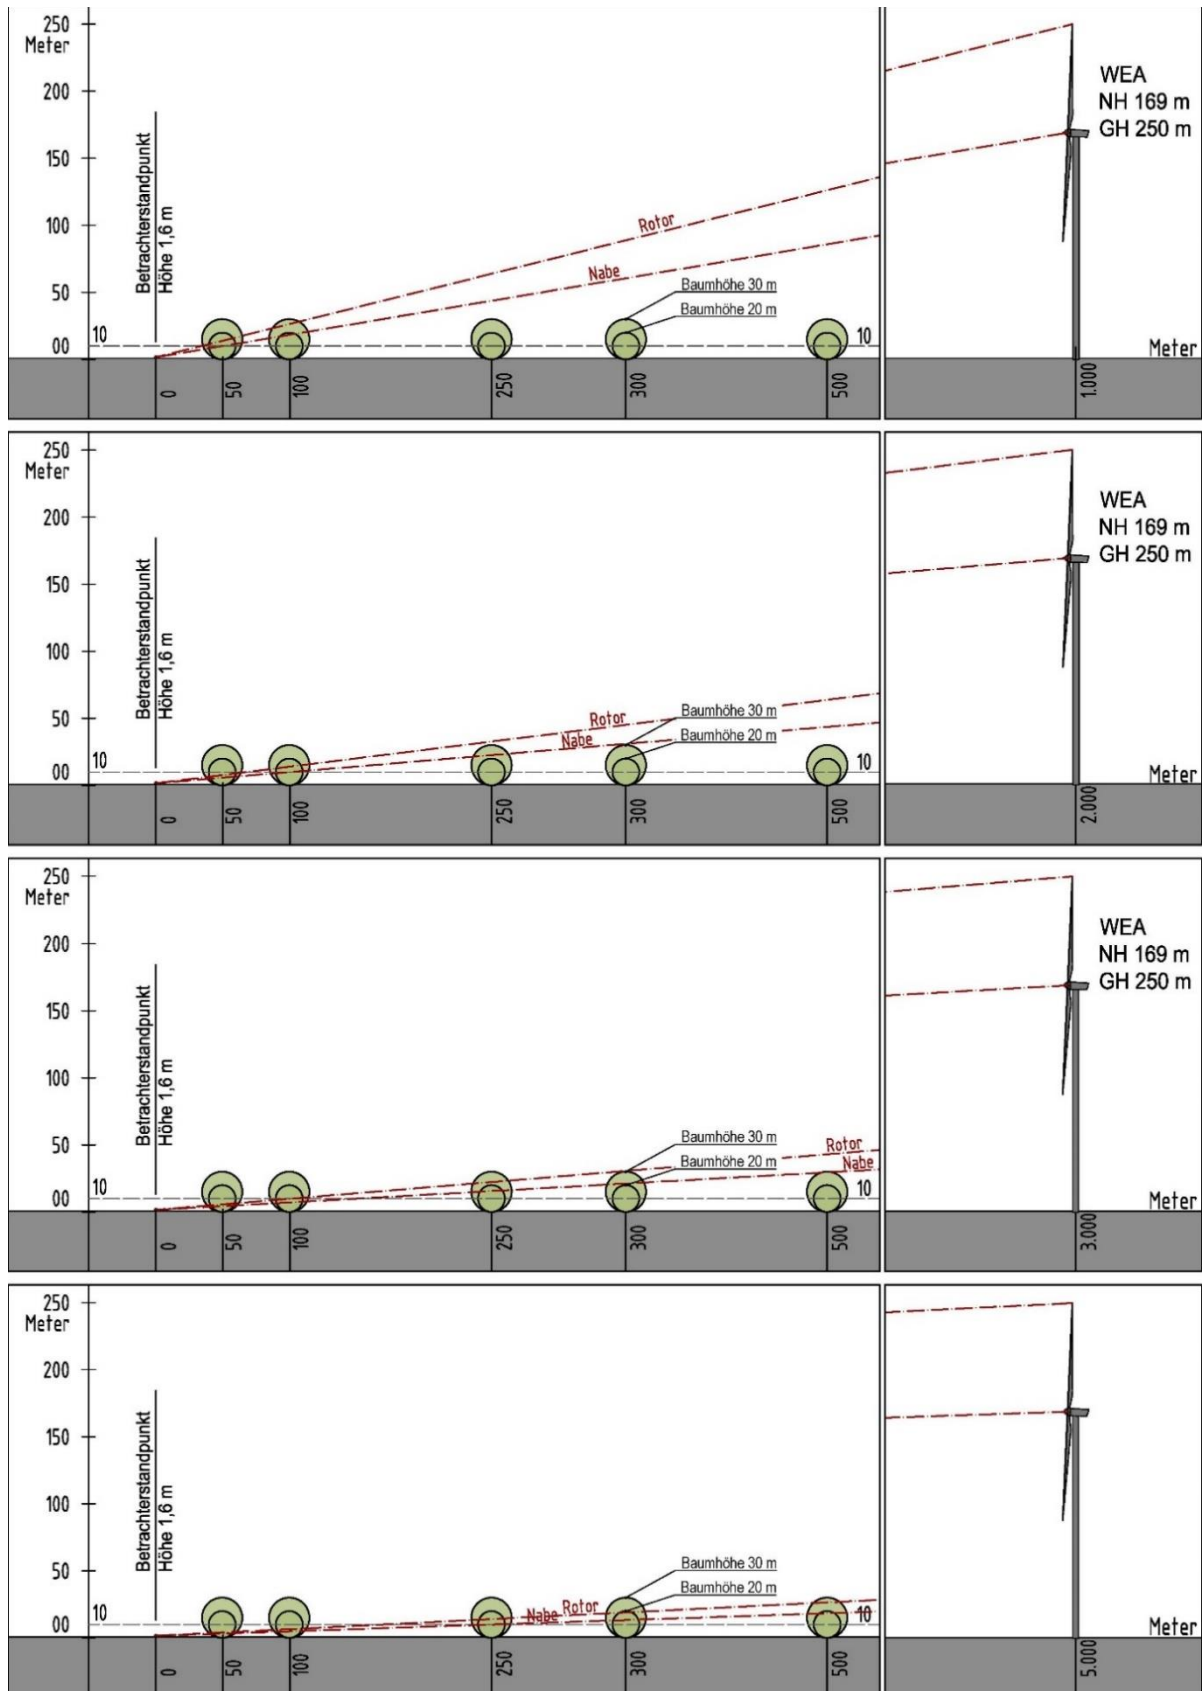 250
Meter
200
150
100
50
00
10
Betrachterstandpunkt
Höhe 1,6 m
Rotor
Nabe
Baumhöhe 30 m
Baumhöhe 20 m
10
0
50
100
250
300
500
WEA
NH 169 m
GH 250 m
Meter
1.000
250
Meter
200
150
100
50
00
10
Betrachterstandpunkt
Höhe 1,6 m
Rotor
Nabe
Baumhöhe 30 m
Baumhöhe 20 m
10
0
50
100
250
300
500
WEA
NH 169 m
GH 250 m
Meter
2.000
250
Meter
200
150
100
50
00
10
Betrachterstandpunkt
Höhe 1,6 m
Baumhöhe 30 m
Baumhöhe 20 m
Rotor
Nabe
10
0
50
100
250
300
500
WEA
NH 169 m
GH 250 m
Meter
3.000
250
Meter
200
150
100
50
00
10
Betrachterstandpunkt
Höhe 1,6 m
Baumhöhe 30 m
Baumhöhe 20 m
Rotor
Nabe
10
0
50
100
250
300
500
Meter
5.000